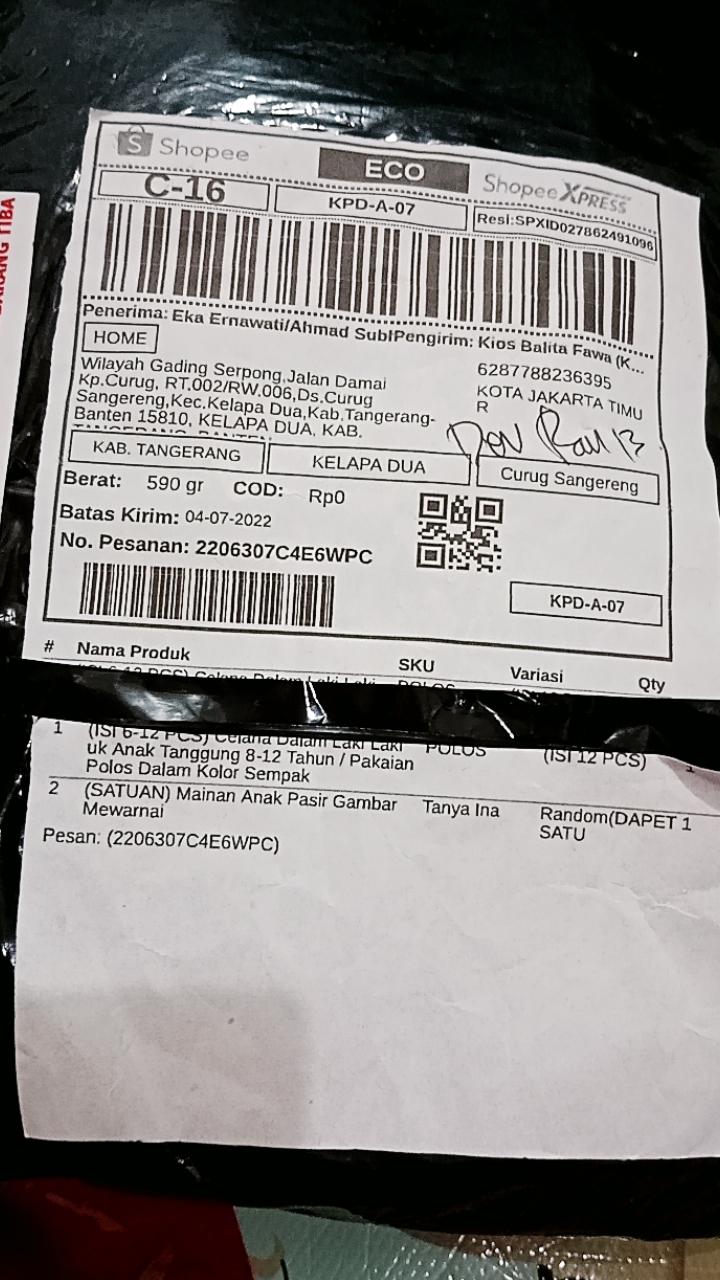 Shopee
ECO
Shopee XPRESS
C-16
KPD-A-07
Resi:SPXID027862491096
Penerima: Eka Ernawati/Ahmad SubIPengirim: Kios Balita Fawa (K...
HOME
6287788236395
KOTA JAKARTA TIMU
R
Wilayah Gading Serpong,Jalan Damai
Kp.Curug, RT.002/RW.006,Ds.Curug
Sangereng,Kec.Kelapa Dua,Kab.Tangerang-
Banten 15810, KELAPA DUA, KAB.
TANGERANG, BANTEN
KAB. TANGERANG
KELAPA DUA
Curug Sangereng
Berat: 590 gr COD: Rp0
Batas Kirim: 04-07-2022
No. Pesanan: 2206307C4E6WPC
KPD-A-07
# Nama Produk SKU Variasi Qty
1 (ISI 6-12 PCS) Celana Dalam Laki Laki POLOS (ISI 12 PCS) 1
uk Anak Tanggung 8-12 Tahun / Pakaian
Polos Dalam Kolor Sempak
2 (SATUAN) Mainan Anak Pasir Gambar Tanya Ina Random(DAPET 1
Mewarnai SATU
Pesan: (2206307C4E6WPC)
TIBA